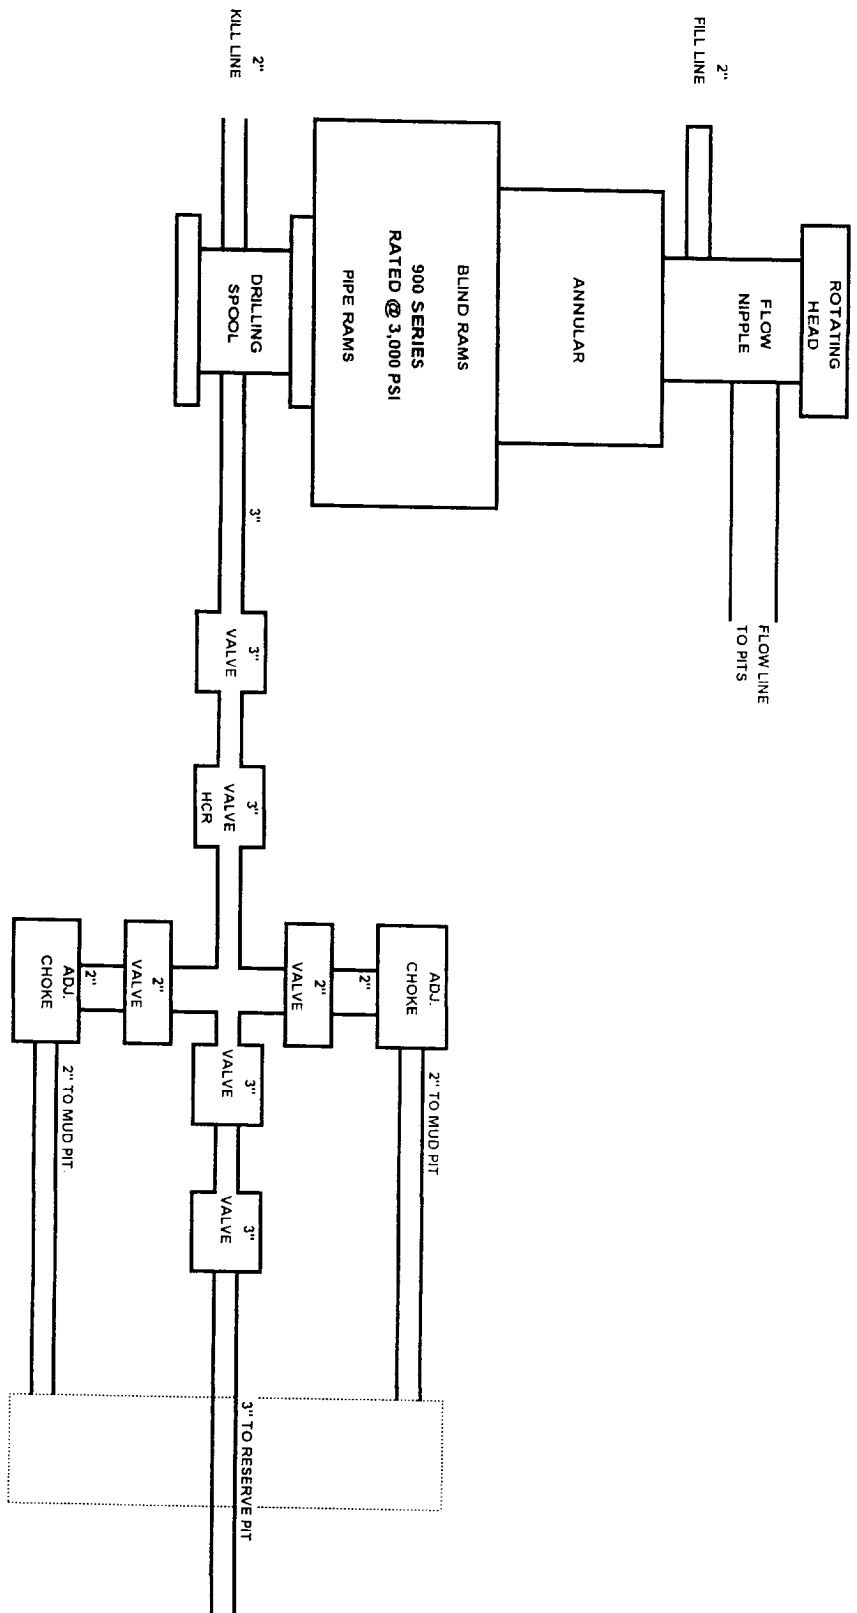 ROTATING
HEAD
2"
FILL LINE
FLOW
NIPPLE
FLOW LINE
TO PITS
ANNULAR
BLIND RAMS
900 SERIES
RATED @ 3,000 PSI
PIPE RAMS
2"
KILL LINE
DRILLING
SPOOL
3"
3"
VALVE
3"
VALVE
HCR
ADJ.
CHOKE
2"
2"
VALVE
2" TO MUD PIT
3"
VALVE
3"
VALVE
3" TO RESERVE PIT
2"
VALVE
2"
ADJ.
CHOKE
2" TO MUD PIT.